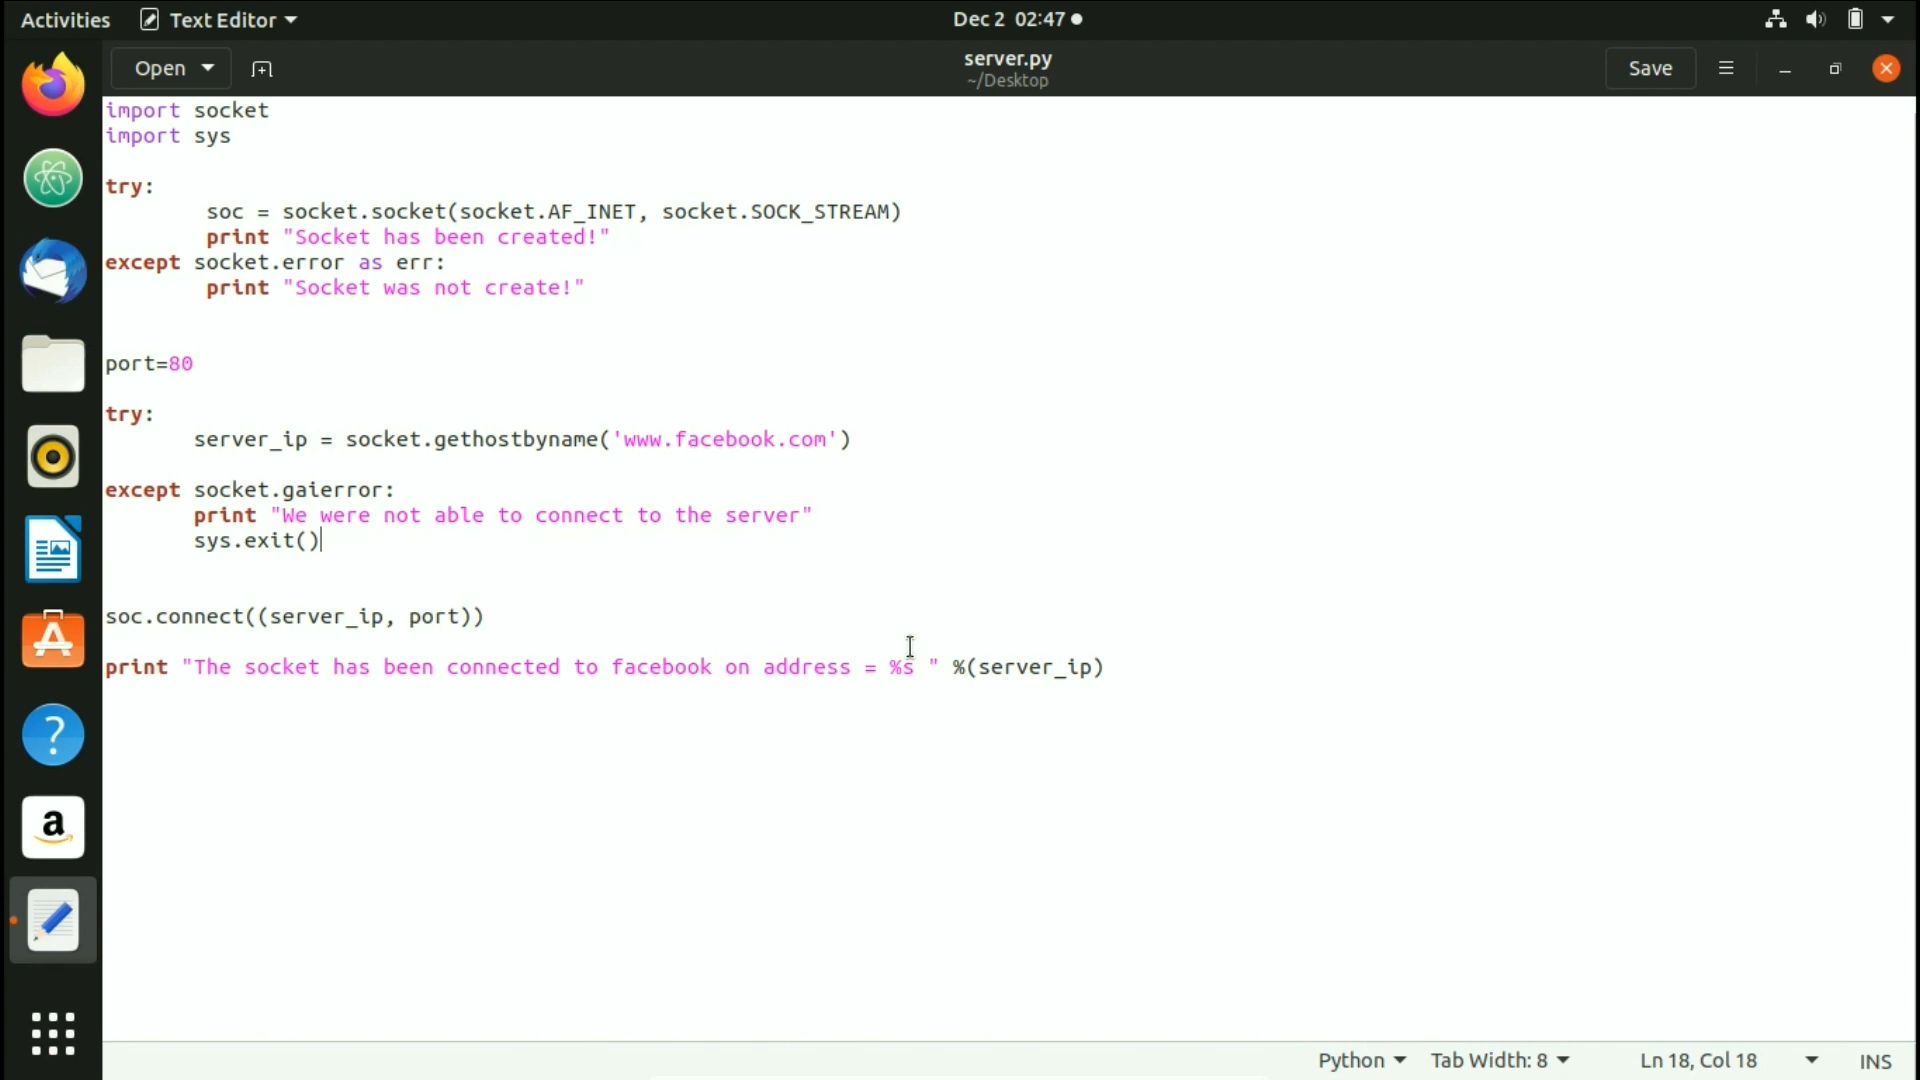 Activities Text Editor Dec 2 02:47
Open server.py Save
~/Desktop
import socket
import sys
try:
soc = socket.socket(socket.AF_INET, socket.SOCK_STREAM)
print "Socket has been created!"
except socket.error as err:
print "Socket was not create!"
port=80
try:
server_ip = socket.gethostbyname('www.facebook.com')
except socket.gaierror:
print "We were not able to connect to the server"
sys.exit()
soc.connect((server_ip, port))
print "The socket has been connected to facebook on address = %s " %(server_ip)
Python Tab Width: 8 Ln 18, Col 18 INS